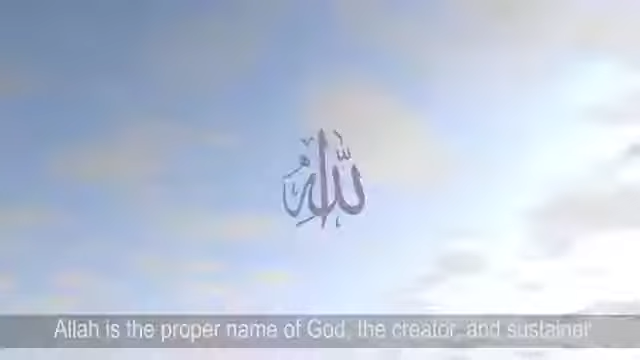 الله
Allah is the proper name of God, the creator, and sustainer